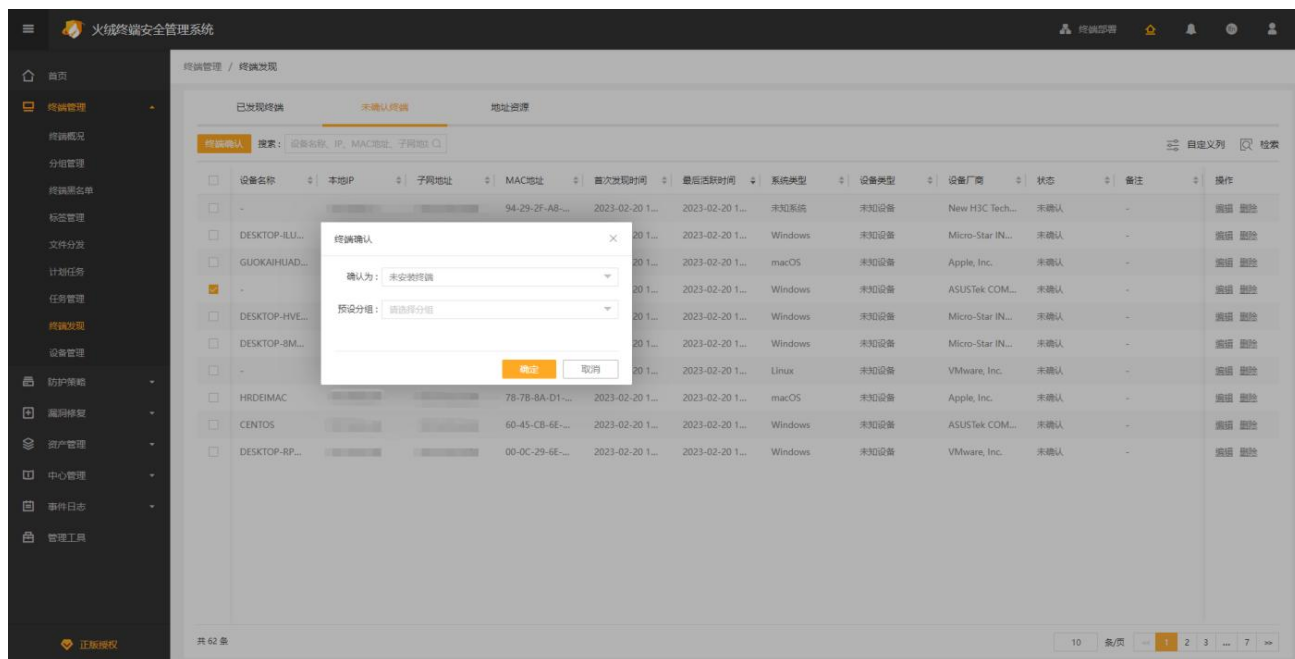 火绒终端安全管理系统
终端部署
首页
终端管理
终端概况
分组管理
终端黑名单
标签管理
文件分发
计划任务
任务管理
终端发现
设备管理
防护策略
漏洞修复
资产管理
中心管理
事件日志
管理工具
正版授权
终端管理 / 终端发现
已发现终端 未确认终端 地址资源
终端确认 搜索: 设备名称、IP、MAC地址、子网地址 自定义列 检索
设备名称 本地IP 子网地址 MAC地址 首次发现时间 最后活跃时间 系统类型 设备类型 设备厂商 状态 备注 操作
- 94-29-2F-A8-... 2023-02-20 1... 2023-02-20 1... 未知系统 未知设备 New H3C Tech... 未确认 - 编辑 删除
DESKTOP-ILU... 20 1... 2023-02-20 1... Windows 未知设备 Micro-Star IN... 未确认 - 编辑 删除
GUOKAIHUAD... 20 1... 2023-02-20 1... macOS 未知设备 Apple, Inc. 未确认 - 编辑 删除
- 20 1... 2023-02-20 1... Windows 未知设备 ASUSTek COM... 未确认 - 编辑 删除
DESKTOP-HVE... 20 1... 2023-02-20 1... Windows 未知设备 Micro-Star IN... 未确认 - 编辑 删除
DESKTOP-8M... 20 1... 2023-02-20 1... Windows 未知设备 Micro-Star IN... 未确认 - 编辑 删除
- 20 1... 2023-02-20 1... Linux 未知设备 VMware, Inc. 未确认 - 编辑 删除
HRDEIMAC 78-7B-8A-D1-... 2023-02-20 1... 2023-02-20 1... macOS 未知设备 Apple, Inc. 未确认 - 编辑 删除
CENTOS 60-45-CB-6E-... 2023-02-20 1... 2023-02-20 1... Windows 未知设备 ASUSTek COM... 未确认 - 编辑 删除
DESKTOP-RP... 00-0C-29-6E-... 2023-02-20 1... 2023-02-20 1... Windows 未知设备 VMware, Inc. 未确认 - 编辑 删除
终端确认
确认为: 未安装终端
预设分组: 请选择分组
确定 取消
共 62 条 10 条/页 1 2 3 ... 7